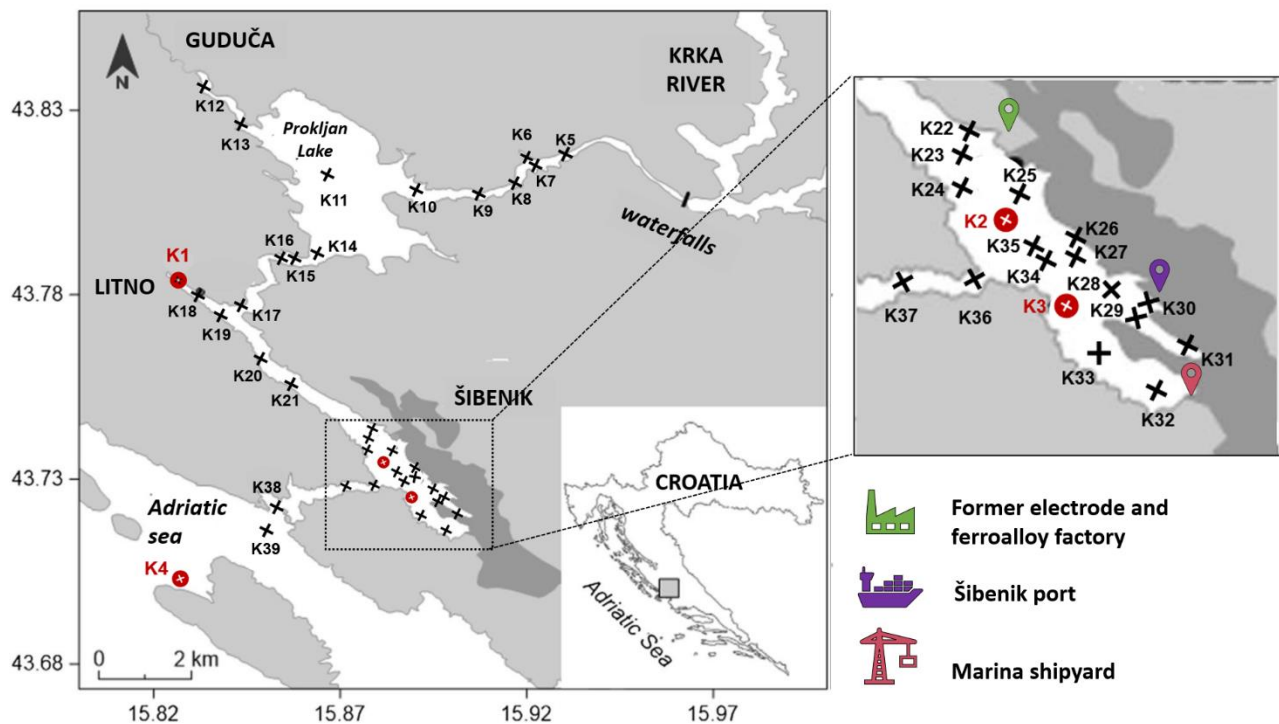 GUDUČA
KRKA
RIVER
N
43.83
K12
K13
Prokljan
Lake
K11
K6
K5
K7
K8
K9
K10
waterfalls
K16
K14
K15
K1
LITNO
43.78
K18
K17
K19
K20
K21
ŠIBENIK
43.73
K38
Adriatic
sea
K39
K4
CROATIA
Adriatic Sea
43.68
0
2 km
15.82
15.87
15.92
15.97
K22
K23
K25
K24
K2
K26
K35
K27
K34
K28
K37
K36
K3
K29
K30
K31
K33
K32
Former electrode and
ferroalloy factory
Šibenik port
Marina shipyard